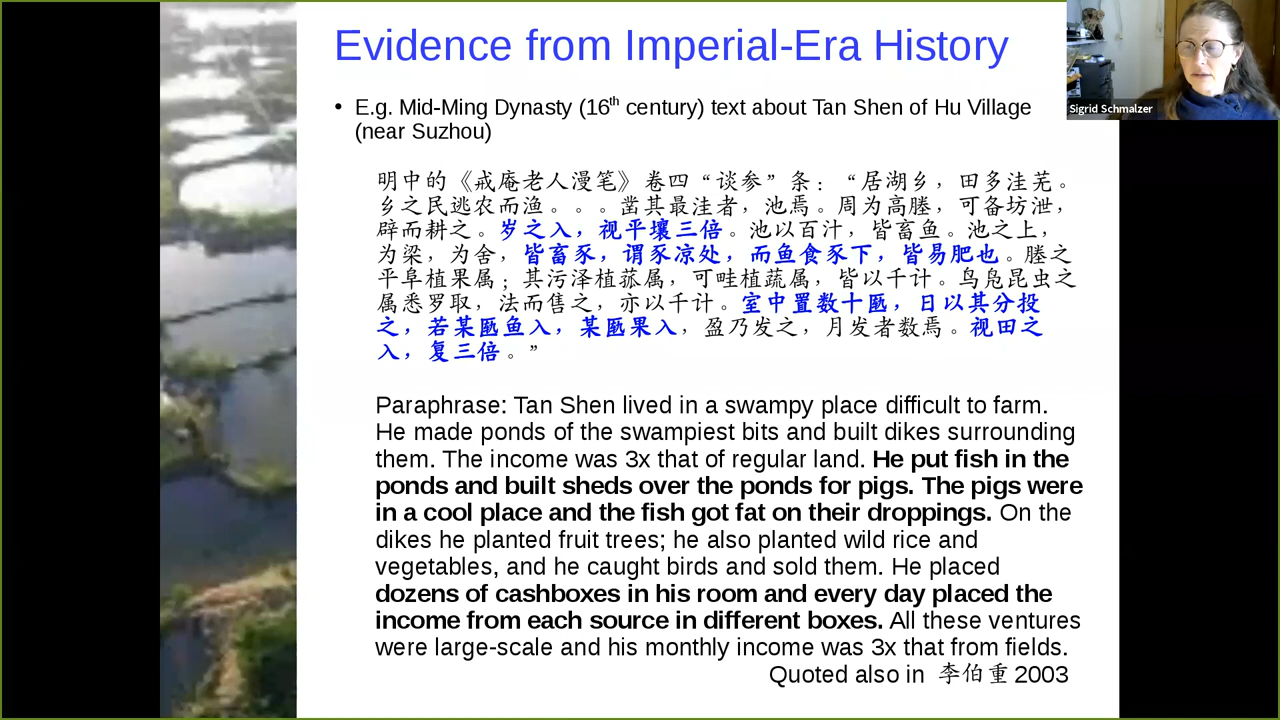 Evidence from Imperial-Era History
• E.g. Mid-Ming Dynasty (16th century) text about Tan Shen of Hu Village
(near Suzhou)
明中的《戒庵老人漫笔》卷四“谈参”条：“居湖乡，田多洼芜。
乡之民逃农而渔。。。凿其最洼者，池焉。周为高塍，可备坊泄，
辟而耕之。岁之入，视平壤三倍。池以百汁，皆畜鱼。池之上，
为梁，为舍，皆畜豕，谓豕凉处，而鱼食豕下，皆易肥也。塍之
平阜植果属；其污泽植菰属，可畦植蔬属，皆以千计。鸟凫昆虫之
属悉罗取，法而售之，亦以千计。室中置数十匦，日以其分投
之，若某匦鱼入，某匦果入，盈乃发之，月发者数焉。视田之
入，复三倍。”
Paraphrase: Tan Shen lived in a swampy place difficult to farm.
He made ponds of the swampiest bits and built dikes surrounding
them. The income was 3x that of regular land. He put fish in the
ponds and built sheds over the ponds for pigs. The pigs were
in a cool place and the fish got fat on their droppings. On the
dikes he planted fruit trees; he also planted wild rice and
vegetables, and he caught birds and sold them. He placed
dozens of cashboxes in his room and every day placed the
income from each source in different boxes. All these ventures
were large-scale and his monthly income was 3x that from fields.
Quoted also in 李伯重 2003
Sigrid Schmalzer